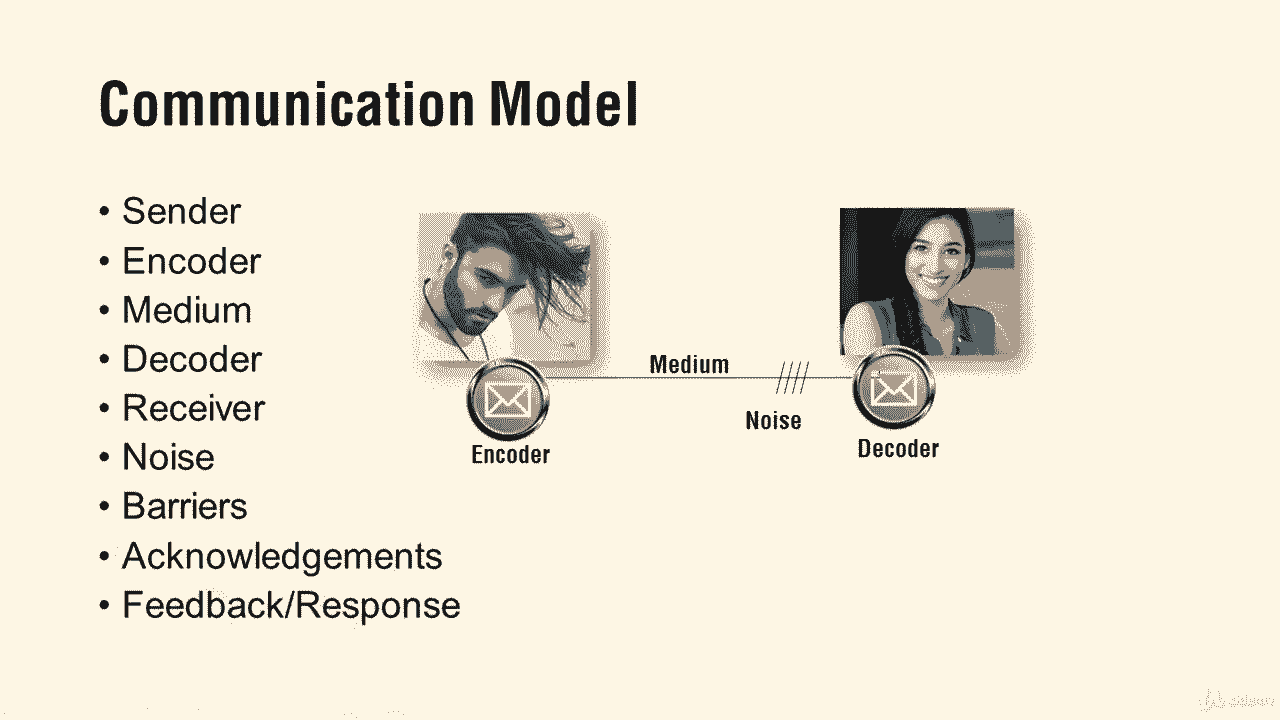 Communication Model
• Sender
• Encoder
• Medium
• Decoder
• Receiver
• Noise
• Barriers
• Acknowledgements
• Feedback/Response
Medium
Noise
Encoder
Decoder